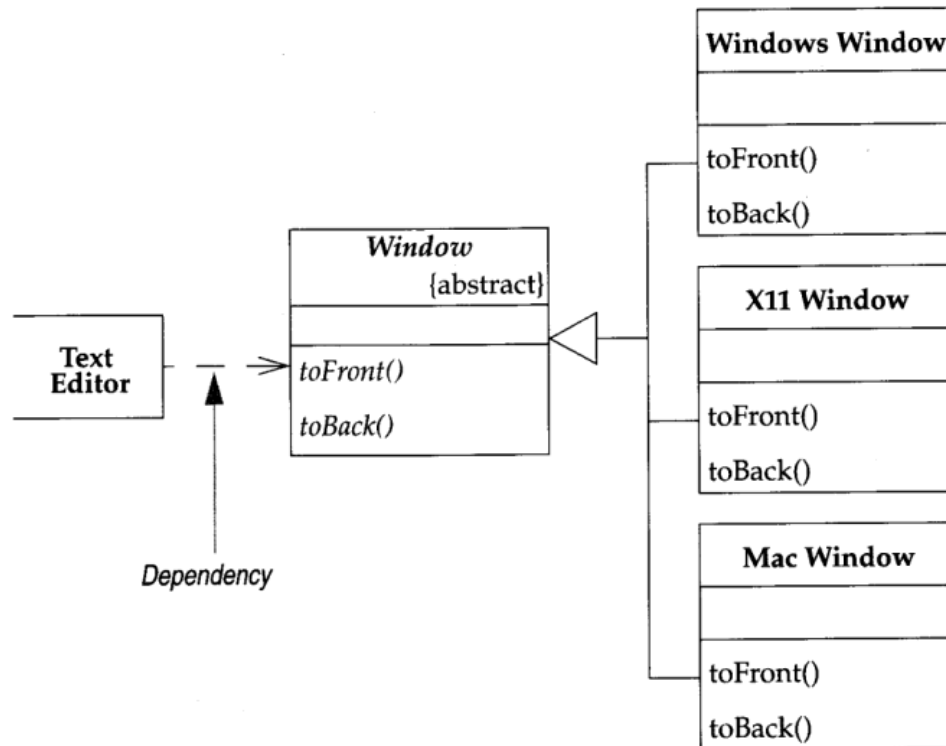 Windows Window
toFront()
toBack()
Window
{abstract}
toFront()
toBack()
Text
Editor
Dependency
X11 Window
toFront()
toBack()
Mac Window
toFront()
toBack()